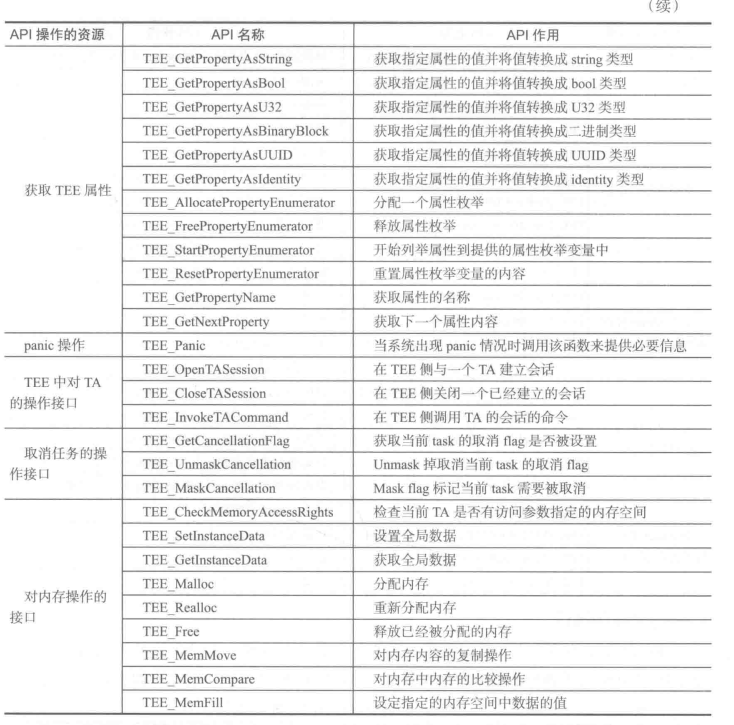 （续）
API 操作的资源 API 名称 API 作用
获取 TEE 属性 TEE_GetPropertyAsString 获取指定属性的值并将值转换成 string 类型
TEE_GetPropertyAsBool 获取指定属性的值并将值转换成 bool 类型
TEE_GetPropertyAsU32 获取指定属性的值并将值转换成 U32 类型
TEE_GetPropertyAsBinaryBlock 获取指定属性的值并将值转换成二进制类型
TEE_GetPropertyAsUUID 获取指定属性的值并将值转换成 UUID 类型
TEE_GetPropertyAsIdentity 获取指定属性的值并将值转换成 identity 类型
TEE_AllocatePropertyEnumerator 分配一个属性枚举
TEE_FreePropertyEnumerator 释放属性枚举
TEE_StartPropertyEnumerator 开始列举属性到提供的属性枚举变量中
TEE_ResetPropertyEnumerator 重置属性枚举变量的内容
TEE_GetPropertyName 获取属性的名称
TEE_GetNextProperty 获取下一个属性内容
panic 操作 TEE_Panic 当系统出现 panic 情况时调用该函数来提供必要信息
TEE 中对 TA
的操作接口 TEE_OpenTASession 在 TEE 侧与一个 TA 建立会话
TEE_CloseTASession 在 TEE 侧关闭一个已经建立的会话
TEE_InvokeTACommand 在 TEE 侧调用 TA 的会话的命令
取消任务的操
作接口 TEE_GetCancellationFlag 获取当前 task 的取消 flag 是否被设置
TEE_UnmaskCancellation Unmask 掉取消当前 task 的取消 flag
TEE_MaskCancellation Mask flag 标记当前 task 需要被取消
对内存操作的
接口 TEE_CheckMemoryAccessRights 检查当前 TA 是否有访问参数指定的内存空间
TEE_SetInstanceData 设置全局数据
TEE_GetInstanceData 获取全局数据
TEE_Malloc 分配内存
TEE_Realloc 重新分配内存
TEE_Free 释放已经被分配的内存
TEE_MemMove 对内存内容的复制操作
TEE_MemCompare 对内存中内存的比较操作
TEE_MemFill 设定指定的内存空间中数据的值